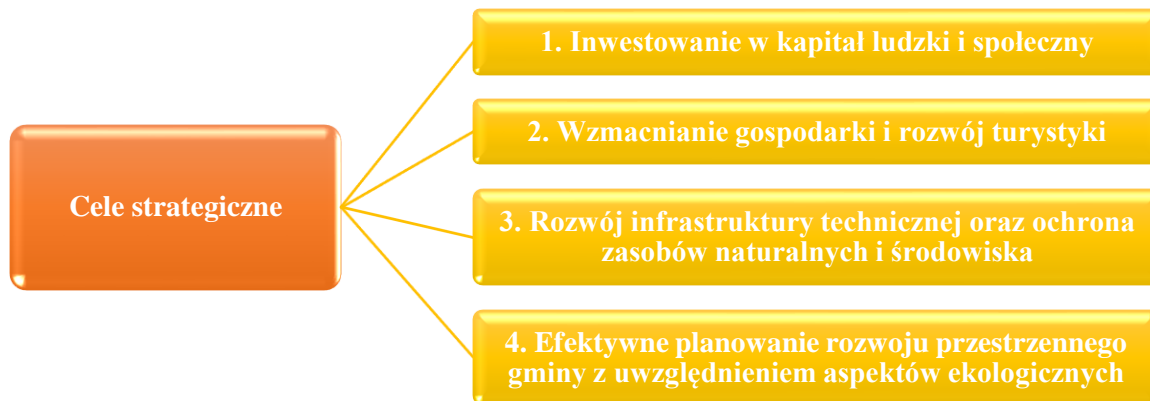 Cele strategiczne
1. Inwestowanie w kapitał ludzki i społeczny
2. Wzmacnianie gospodarki i rozwój turystyki
3. Rozwój infrastruktury technicznej oraz ochrona
zasobów naturalnych i środowiska
4. Efektywne planowanie rozwoju przestrzennego
gminy z uwzględnieniem aspektów ekologicznych